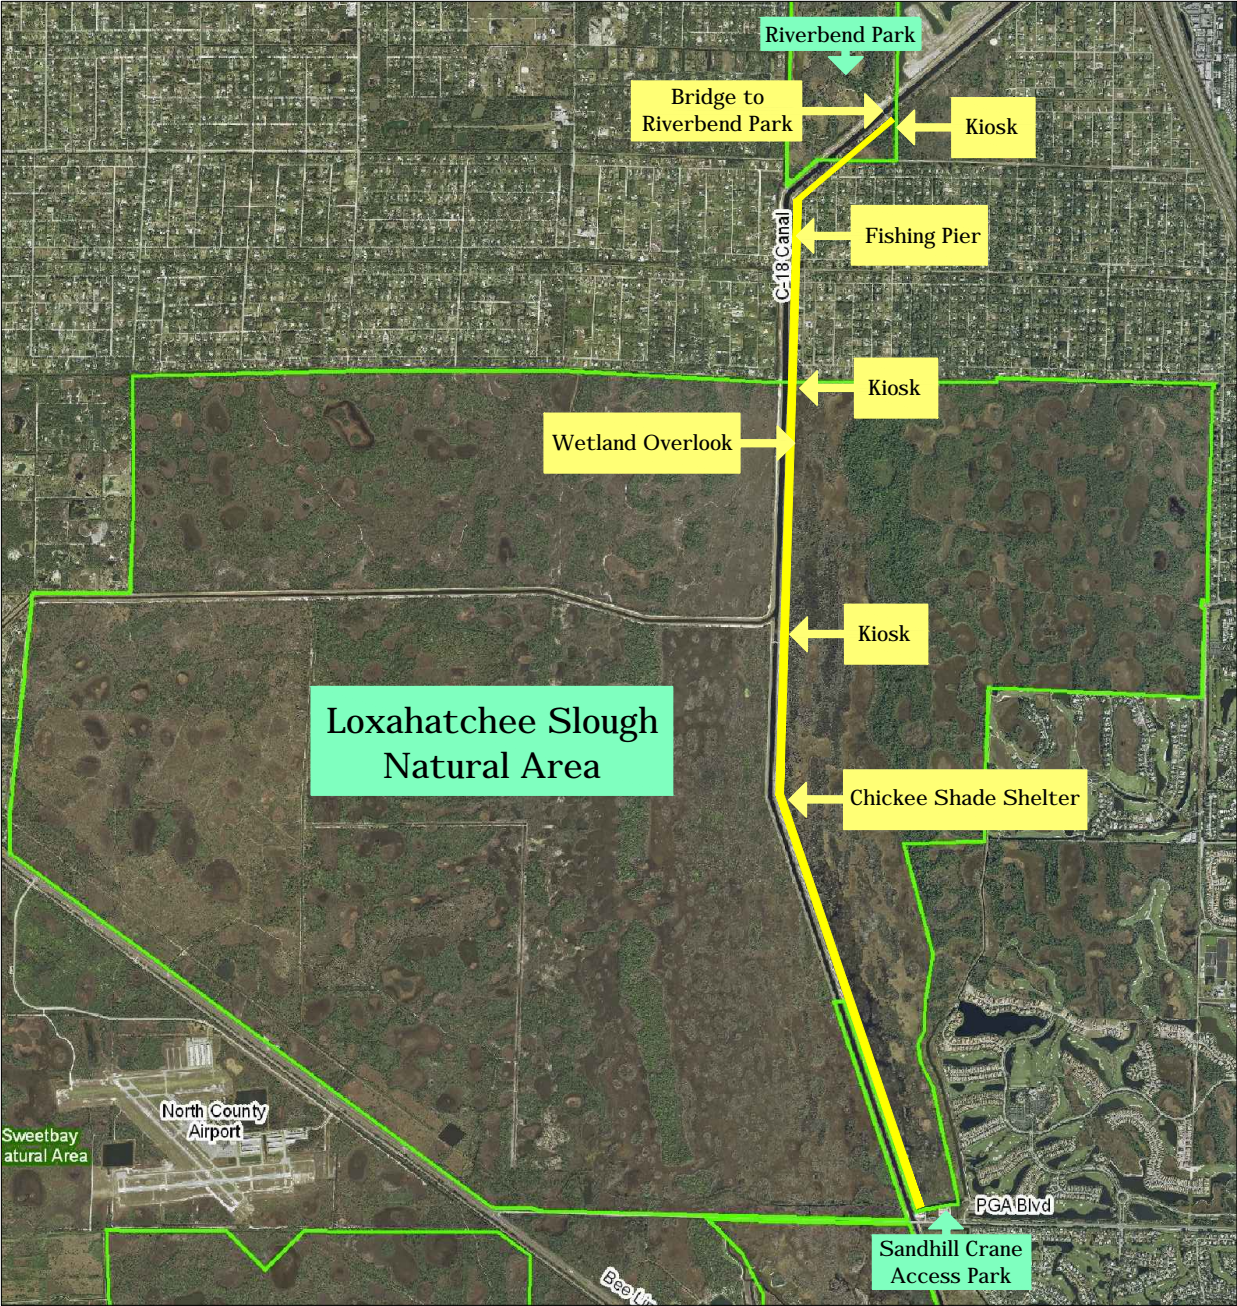 Riverbend Park
Bridge to
Riverbend Park
Kiosk
C-18 Canal
Fishing Pier
Kiosk
Wetland Overlook
Kiosk
Loxahatchee Slough
Natural Area
Chickee Shade Shelter
North County
Airport
Sweetbay
atural Area
PGA Blvd
Sandhill Crane
Access Park
Bee